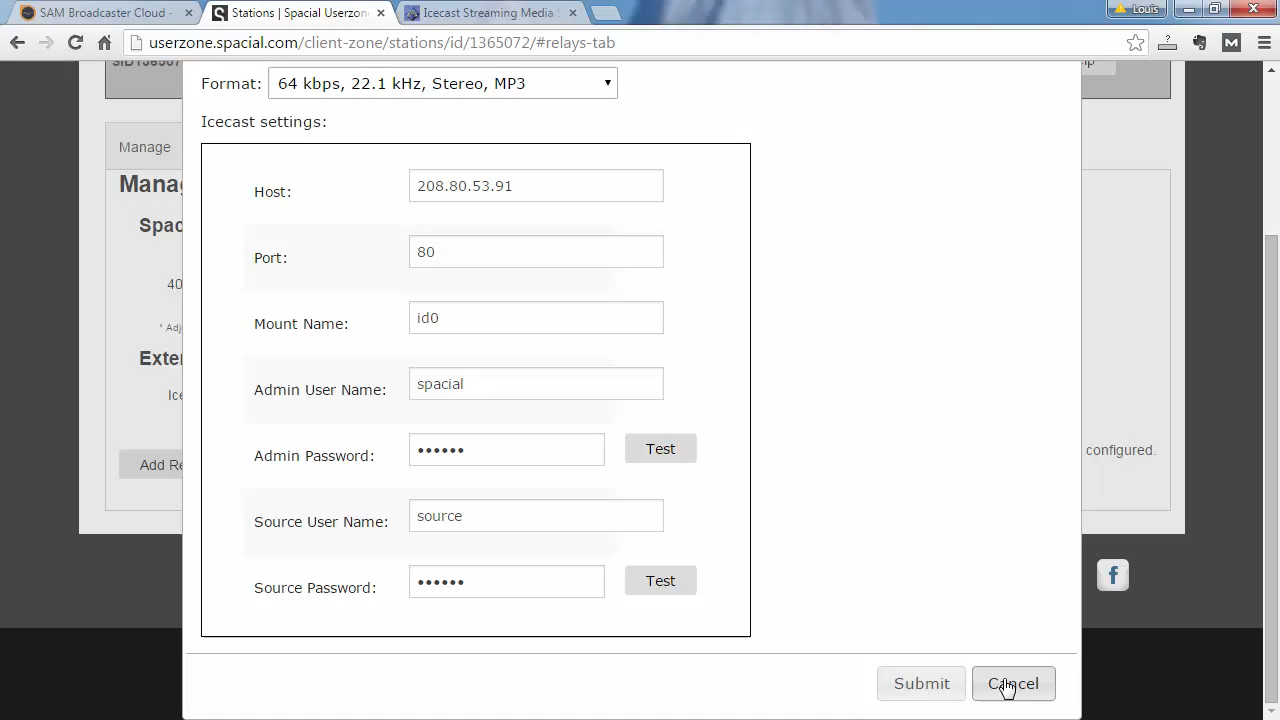 SAM Broadcaster Cloud -
Stations | Spacial Userzon
Icecast Streaming Media
Louis
userzone.spacial.com/client-zone/stations/id/1365072/#relays-tab
Format: 64 kbps, 22.1 kHz, Stereo, MP3
Icecast settings:
Manage
Host: 208.80.53.91
Port: 80
40
Mount Name: id0
Admin User Name: spacial
Admin Password: •••••• Test
configured.
Source User Name: source
Source Password: •••••• Test
Submit Cancel